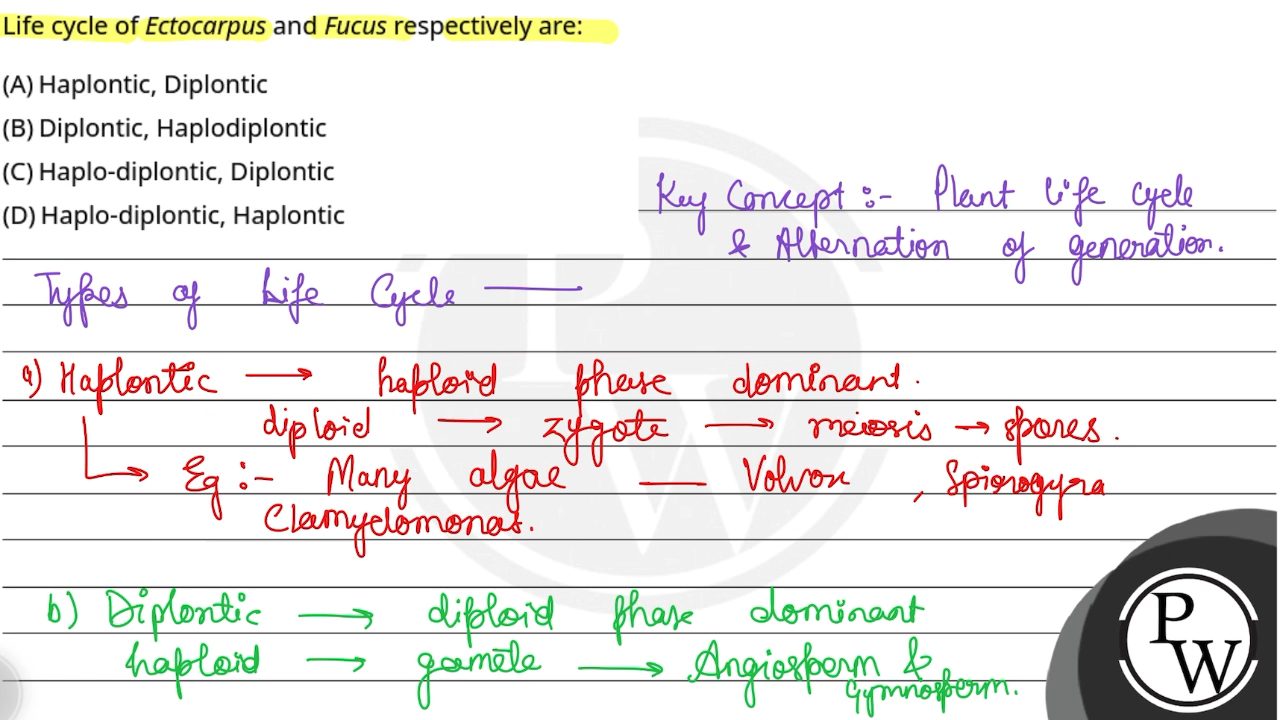 Life cycle of Ectocarpus and Fucus respectively are:
(A) Haplontic, Diplontic
(B) Diplontic, Haplodiplontic
(C) Haplo-diplontic, Diplontic
(D) Haplo-diplontic, Haplontic
Key Concept :- Plant life cycle
& Alternation of generation.
Types of Life Cycle —
a) Haplontic → haploid phase dominant.
diploid → zygote → meiosis → spores.
→ Eg :- Many algae — Volvox, Spirogyra
Clamydomonas.
b) Diplontic → diploid phase dominant
haploid → gamete → Angiosperm &
Gymnosperm.
PW